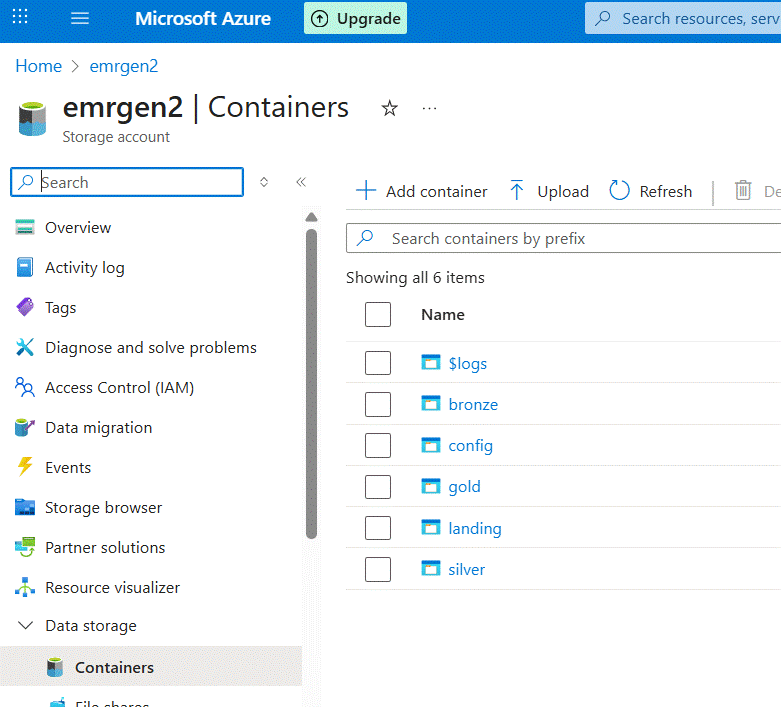 Microsoft Azure
Upgrade
Search resources, serv
Home > emrgen2
emrgen2 | Containers
Storage account
Search
Add container
Upload
Refresh
De
Search containers by prefix
Showing all 6 items
Name
$logs
bronze
config
gold
landing
silver
Overview
Activity log
Tags
Diagnose and solve problems
Access Control (IAM)
Data migration
Events
Storage browser
Partner solutions
Resource visualizer
Data storage
Containers
File shares